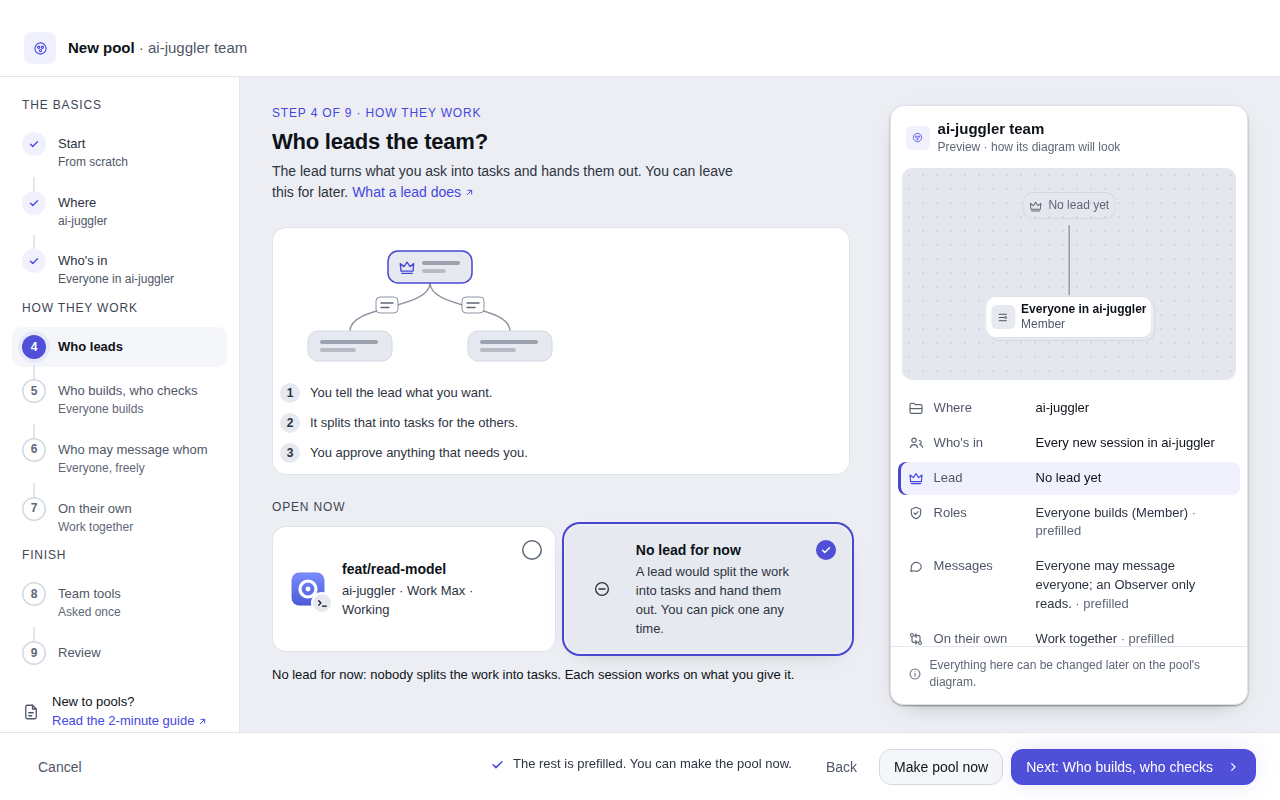 New pool · ai-juggler team
THE BASICS
Start
From scratch
Where
ai-juggler
Who's in
Everyone in ai-juggler
HOW THEY WORK
4 Who leads
5 Who builds, who checks
Everyone builds
6 Who may message whom
Everyone, freely
7 On their own
Work together
FINISH
8 Team tools
Asked once
9 Review
New to pools?
Read the 2-minute guide
STEP 4 OF 9 · HOW THEY WORK
Who leads the team?
The lead turns what you ask into tasks and hands them out. You can leave
this for later. What a lead does
1 You tell the lead what you want.
2 It splits that into tasks for the others.
3 You approve anything that needs you.
OPEN NOW
feat/read-model
ai-juggler · Work Max ·
Working
No lead for now
A lead would split the work
into tasks and hand them
out. You can pick one any
time.
No lead for now: nobody splits the work into tasks. Each session works on what you give it.
ai-juggler team
Preview · how its diagram will look
No lead yet
Everyone in ai-juggler
Member
Where ai-juggler
Who's in Every new session in ai-juggler
Lead No lead yet
Roles Everyone builds (Member) ·
prefilled
Messages Everyone may message
everyone; an Observer only
reads. · prefilled
On their own Work together · prefilled
Everything here can be changed later on the pool's
diagram.
Cancel
The rest is prefilled. You can make the pool now.
Back
Make pool now
Next: Who builds, who checks